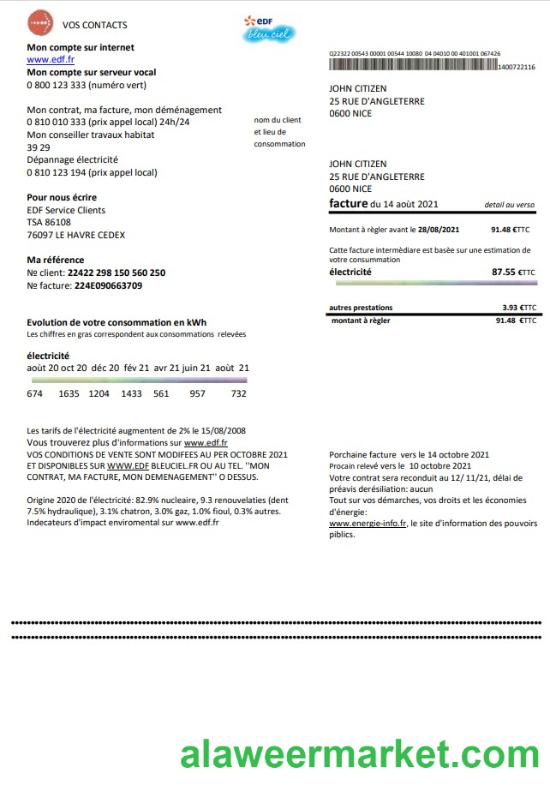 VOS CONTACTS
Mon compte sur internet
www.edf.fr
Mon compte sur serveur vocal
0 800 123 333 (numéro vert)
Mon contrat, ma facture, mon déménagement
0 810 010 333 (prix appel local) 24h/24
Mon conseiller travaux habitat
39 29
Dépannage électricité
0 810 123 194 (prix appel local)
Pour nous écrire
EDF Service Clients
TSA 86108
76097 LE HAVRE CEDEX
Ma référence
№ client: 22422 298 150 560 250
№ facture: 224E090663709
Evolution de votre consommation en kWh
Les chiffres en gras correspondent aux consommations relevées
électricité
août 20 oct 20 déc 20 fév 21 avr 21 juin 21 août 21
674 1635 1204 1433 561 957 732
Les tarifs de l'électricité augmentent de 2% le 15/08/2008
Vous trouverez plus d'informations sur www.edf.fr
VOS CONDITIONS DE VENTE SONT MODIFEES AU PER OCTOBRE 2021
ET DISPONIBLES SUR WWW.EDF BLEUCIEL.FR OU AU TEL. "MON
CONTRAT, MA FACTURE, MON DEMENAGEMENT" O DESSUS.
Origine 2020 de l'électricité: 82.9% nucleaire, 9.3 renouvelaties (dent
7.5% hydraulique), 3.1% chatron, 3.0% gaz, 1.0% fioul, 0.3% autres.
Indecateurs d'impact enviromental sur www.edf.fr
edf
bleu ciel
nom du client
et lieu de
consommation
Q22322 00543 00001 00544 10080 04 04010 00 401001 067426
1400722116
JOHN CITIZEN
25 RUE D'ANGLETERRE
0600 NICE
JOHN CITIZEN
25 RUE D'ANGLETERRE
0600 NICE
facture du 14 août 2021 detail au verso
Montant à règler avant le 28/08/2021 91.48 €TTC
Catte facture intermèdiaire est basée sur une estimation de
votre consummation
électricité 87.55 €TTC
autres prestations 3.93 €TTC
montant à règler 91.48 €TTC
Porchaine facture vers le 14 octobre 2021
Procain relevé vers le 10 octobre 2021
Votre contrat sera reconduit au 12/ 11/21, délai de
préavis derésiliation: aucun
Tout sur vos démarches, vos droits et les économies
d'énergie:
www.energie-info.fr, le site d'information des pouvoirs
piblics.
alaweermarket.com